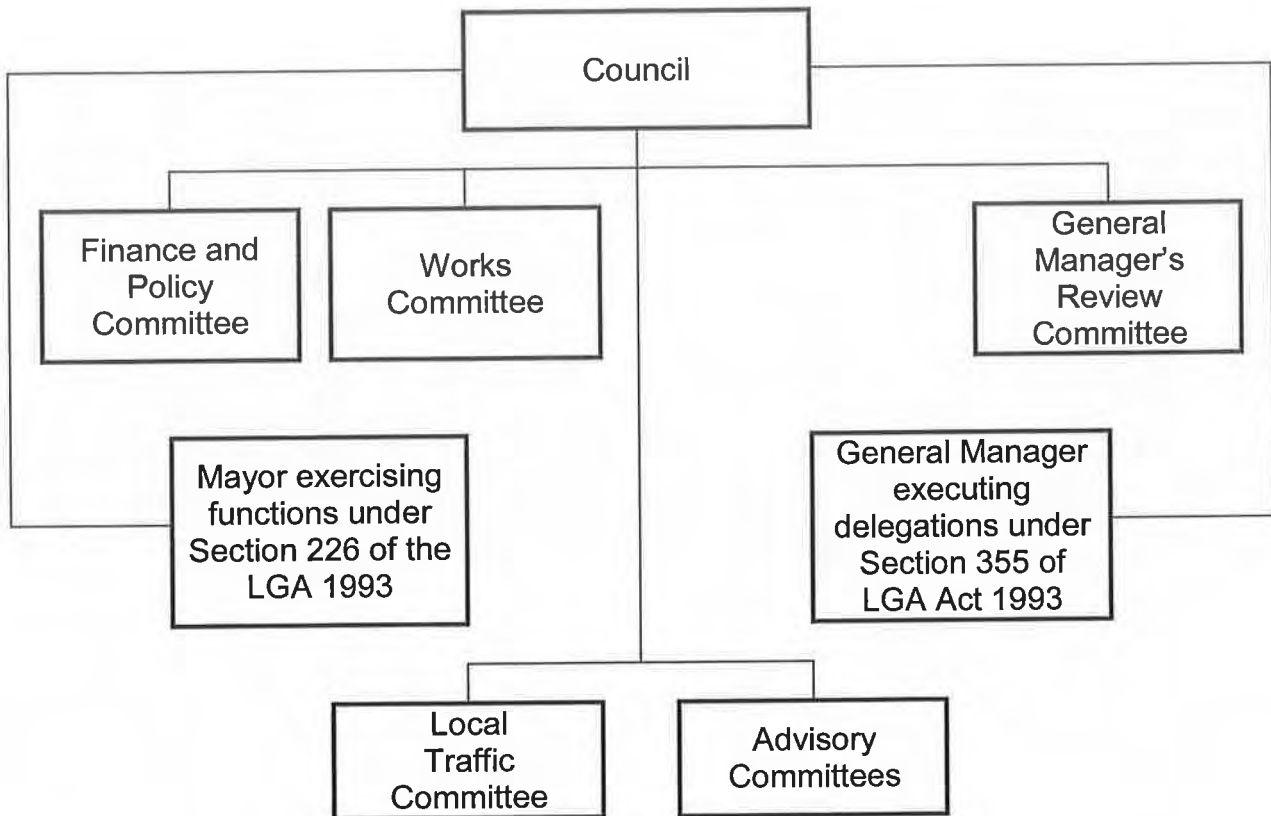 Council
Finance and
Policy
Committee
Works
Committee
General
Manager's
Review
Committee
Mayor exercising
functions under
Section 226 of the
LGA 1993
General Manager
executing
delegations under
Section 355 of
LGA Act 1993
Local
Traffic
Committee
Advisory
Committees